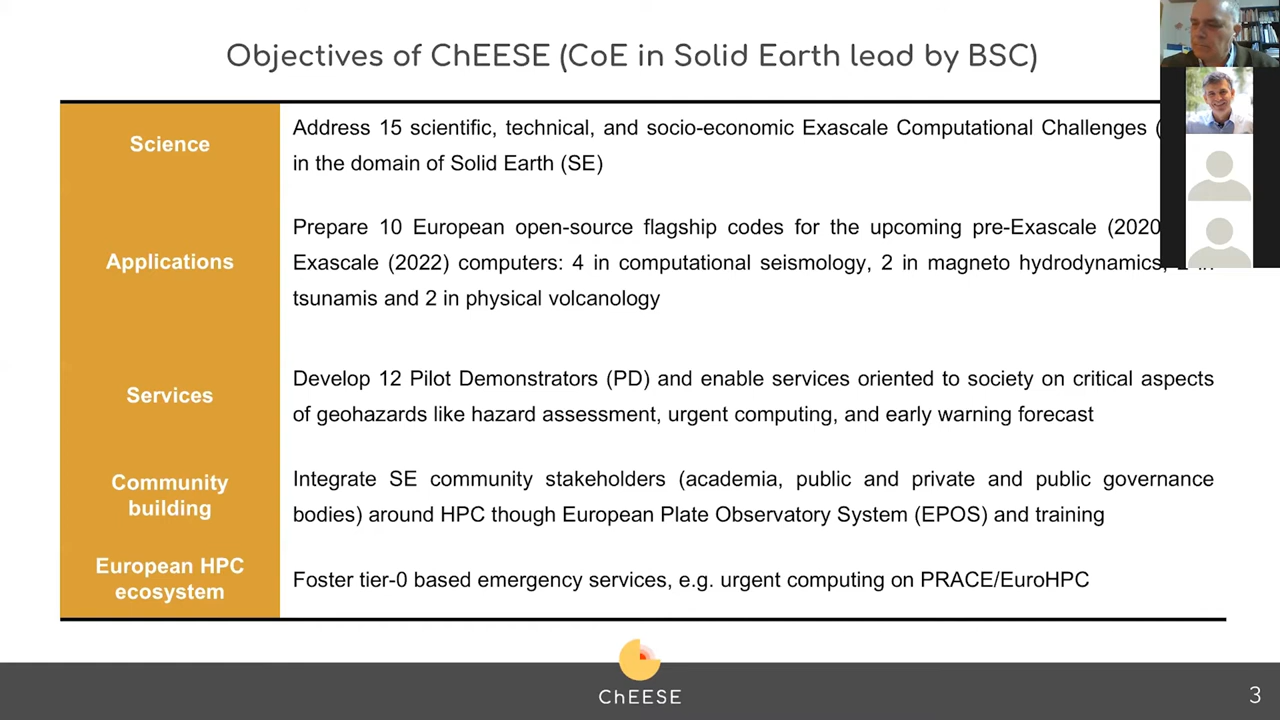 Objectives of ChEESE (CoE in Solid Earth lead by BSC)
Science
Address 15 scientific, technical, and socio-economic Exascale Computational Challenges (
in the domain of Solid Earth (SE)
Applications
Prepare 10 European open-source flagship codes for the upcoming pre-Exascale (2020
Exascale (2022) computers: 4 in computational seismology, 2 in magneto hydrodynamics, in
tsunamis and 2 in physical volcanology
Services
Develop 12 Pilot Demonstrators (PD) and enable services oriented to society on critical aspects
of geohazards like hazard assessment, urgent computing, and early warning forecast
Community
building
Integrate SE community stakeholders (academia, public and private and public governance
bodies) around HPC though European Plate Observatory System (EPOS) and training
European HPC
ecosystem
Foster tier-0 based emergency services, e.g. urgent computing on PRACE/EuroHPC
ChEESE
3